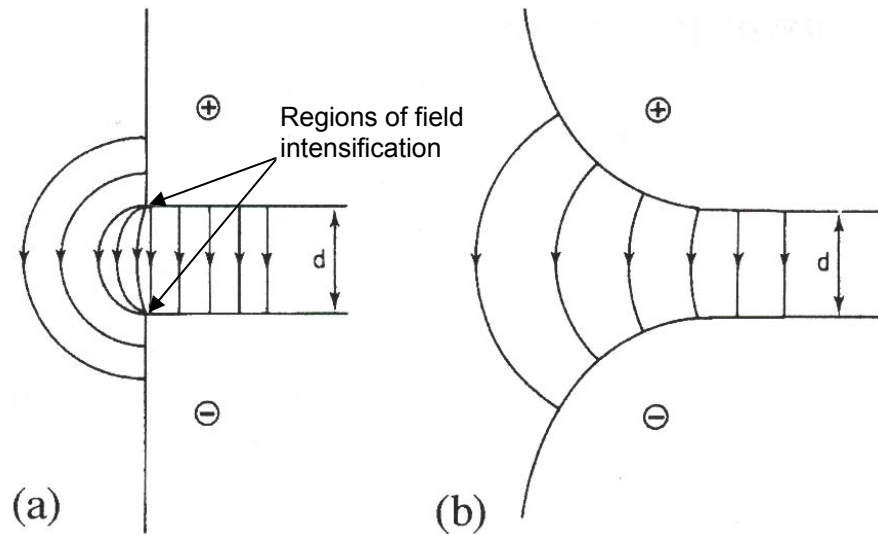 ⊕
Regions of field
intensification
⊕
d
d
⊖
⊖
(a)
(b)